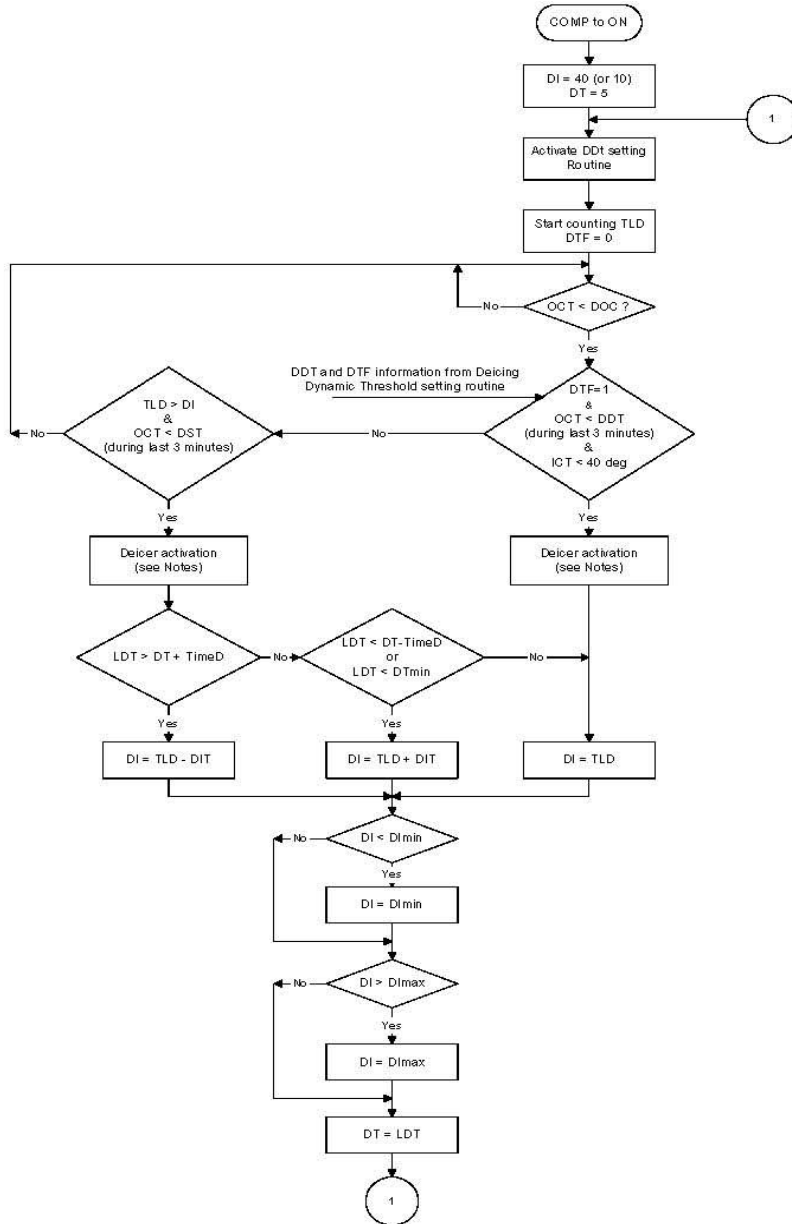 COMP to ON
DI = 40 (or 10)
DT = 5
1
Activate DDt setting
Routine
Start counting TLD
DTF = 0
OCT < DOC ?
No
Yes
DDT and DTF information from Deicing
Dynamic Threshold setting routine
DTF=1
&
OCT < DDT
(during last 3 minutes)
&
ICT < 40 deg
No
TLD > DI
&
OCT < DST
(during last 3 minutes)
No
Yes
Yes
Deicer activation
(see Notes)
Deicer activation
(see Notes)
LDT > DT + TimeD
No
LDT < DT-TimeD
or
LDT < DTmin
No
Yes
Yes
DI = TLD - DIT
DI = TLD + DIT
DI = TLD
DI < DImin
No
Yes
DI = DImin
DI > DImax
No
Yes
DI = DImax
DT = LDT
1